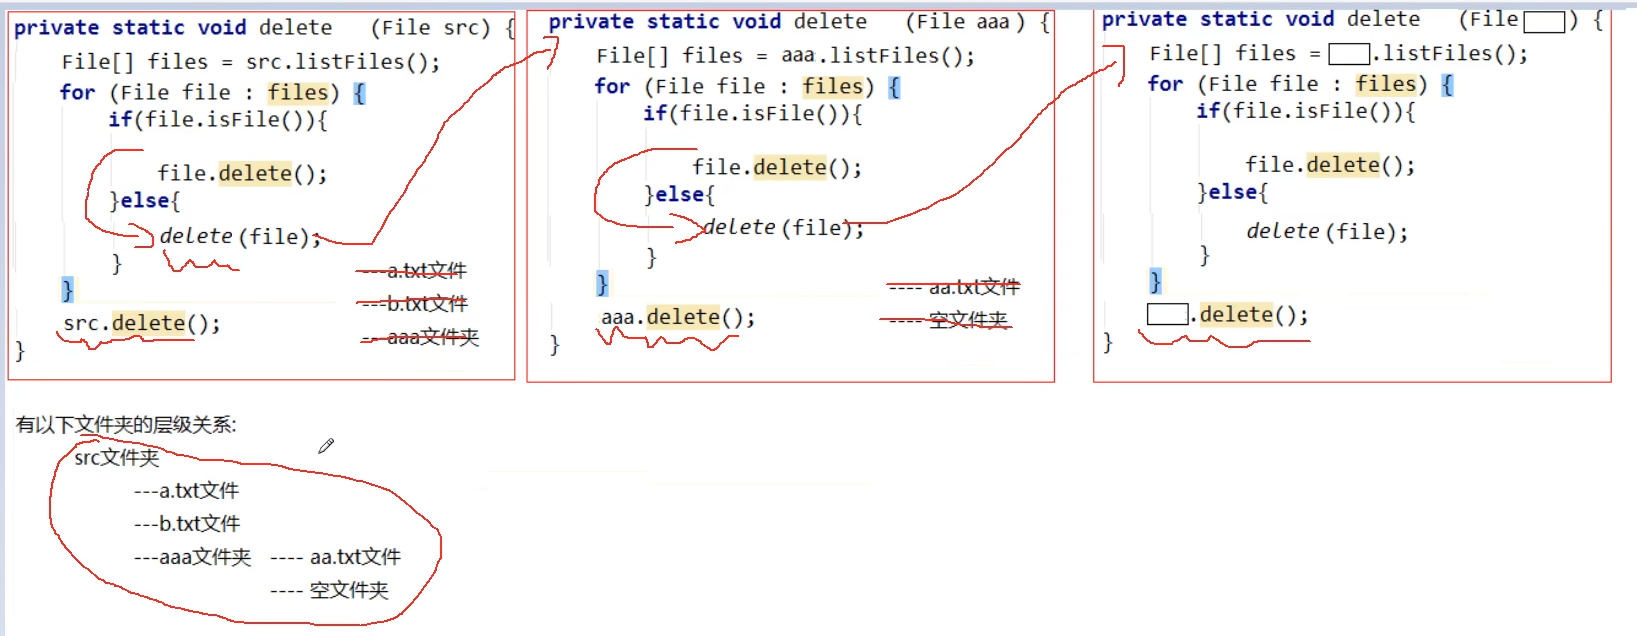 private static void delete (File src) {
File[] files = src.listFiles();
for (File file : files) {
if(file.isFile()){
file.delete();
}else{
delete(file);
}
}
src.delete();
}
---a.txt文件
---b.txt文件
---aaa文件夹
private static void delete (File aaa) {
File[] files = aaa.listFiles();
for (File file : files) {
if(file.isFile()){
file.delete();
}else{
delete(file);
}
}
aaa.delete();
}
---- aa.txt文件
---- 空文件夹
private static void delete (File ) {
File[] files = .listFiles();
for (File file : files) {
if(file.isFile()){
file.delete();
}else{
delete(file);
}
}
.delete();
}
有以下文件夹的层级关系:
src文件夹
---a.txt文件
---b.txt文件
---aaa文件夹 ---- aa.txt文件
---- 空文件夹